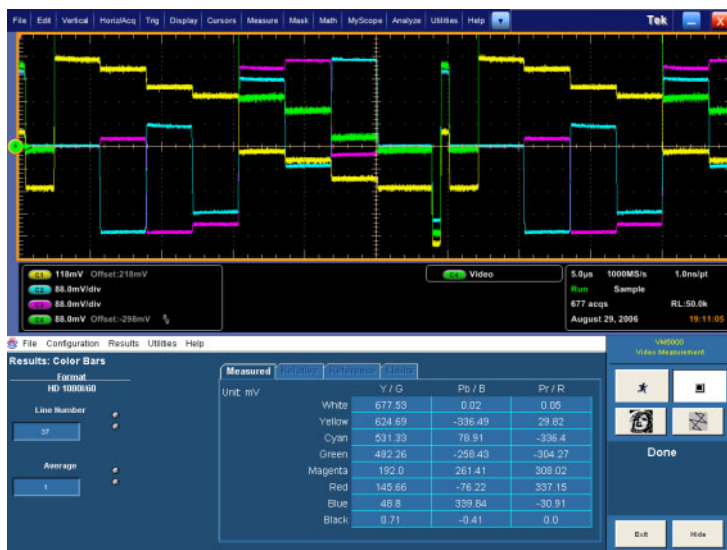 File Edit Vertical Horiz/Acq Trig Display Cursors Measure Mask Math MyScope Analyze Utilities Help Tek X
C1 118mV Offset:218mV
C2 88.0mV/div
C3 88.0mV/div
C4 88.0mV Offset:-298mV
C4 Video
5.0µs 1000MS/s 1.0ns/pt
Run Sample
677 acqs RL:50.0k
August 29, 2006 19:11:05
File Configuration Results Utilities Help
Results: Color Bars
Format
HD 1080i/60
Line Number
37
Average
1
Measured Relative Reference Limits
Unit: mV Y / G Pb / B Pr / R
White 677.53 0.02 0.05
Yellow 624.69 -336.49 29.82
Cyan 531.33 78.91 -336.4
Green 482.26 -258.43 -304.27
Magenta 192.0 261.41 308.02
Red 145.66 -76.22 337.15
Blue 48.8 339.84 -30.91
Black 0.71 -0.41 0.0
VM5000
Video Measurement
Done
Exit Hide